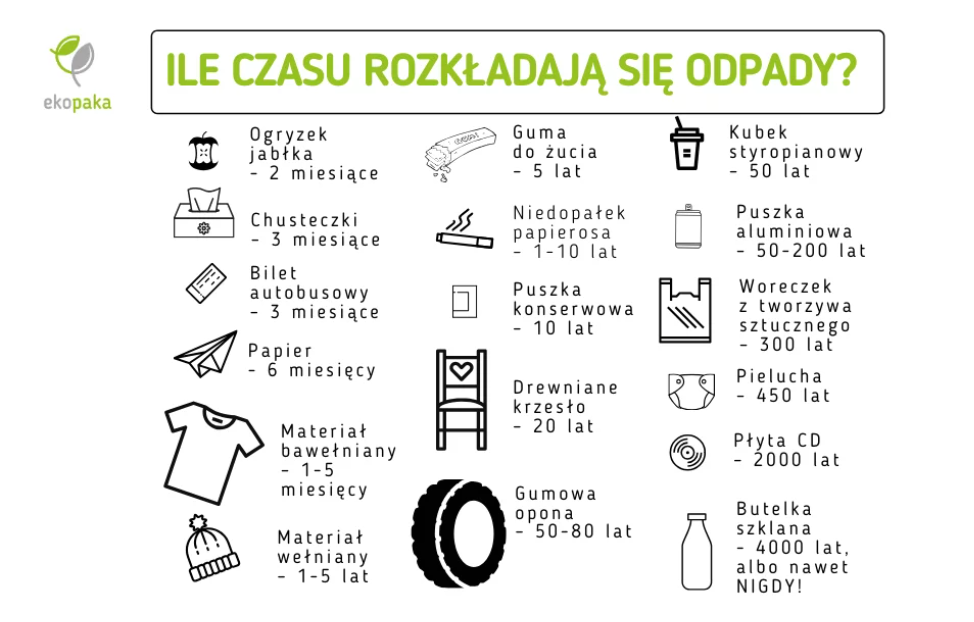 ekopaka
ILE CZASU ROZKŁADAJĄ SIĘ ODPADY?
Ogryzek
jabłka
- 2 miesiące
Chusteczki
- 3 miesiące
Bilet
autobusowy
- 3 miesiące
Papier
- 6 miesięcy
Materiał
bawełniany
- 1-5
miesięcy
Materiał
wełniany
- 1-5 lat
Guma
do żucia
- 5 lat
Niedopałek
papierosa
- 1-10 lat
Puszka
konserwowa
- 10 lat
Drewniane
krzesło
- 20 lat
Gumowa
opona
- 50-80 lat
Kubek
styropianowy
- 50 lat
Puszka
aluminiowa
- 50-200 lat
Woreczek
z tworzywa
sztucznego
- 300 lat
Pielucha
- 450 lat
Płyta CD
- 2000 lat
Butelka
szklana
- 4000 lat,
albo nawet
NIGDY!